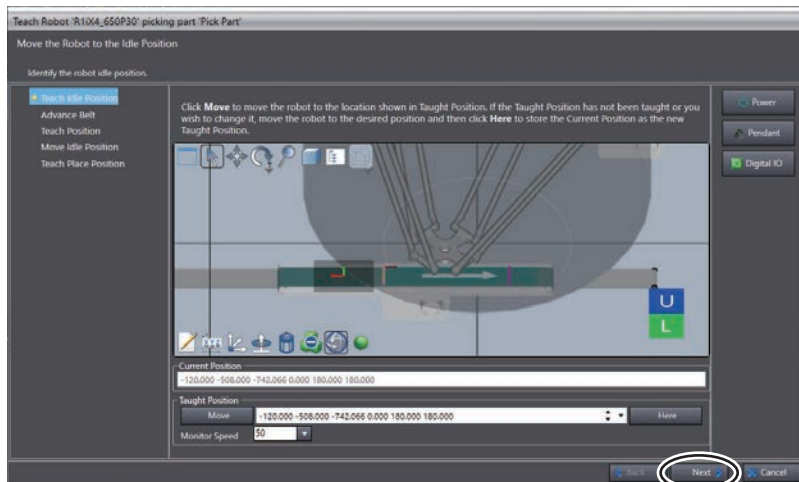 Teach Robot 'R1iX4_650P30' picking part 'Pick Part'
Move the Robot to the Idle Position
Identify the robot idle position.
Teach Idle Position
Advance Belt
Teach Position
Move Idle Position
Teach Place Position
Click Move to move the robot to the location shown in Taught Position. If the Taught Position has not been taught or you
wish to change it, move the robot to the desired position and then click Here to store the Current Position as the new
Taught Position.
Power
Pendant
Digital IO
U
L
Current Position
-120.000 -508.000 -742.066 0.000 180.000 180.000
Taught Position
Move
-120.000 -508.000 -742.066 0.000 180.000 180.000
Here
Monitor Speed
50
Back
Next
Cancel